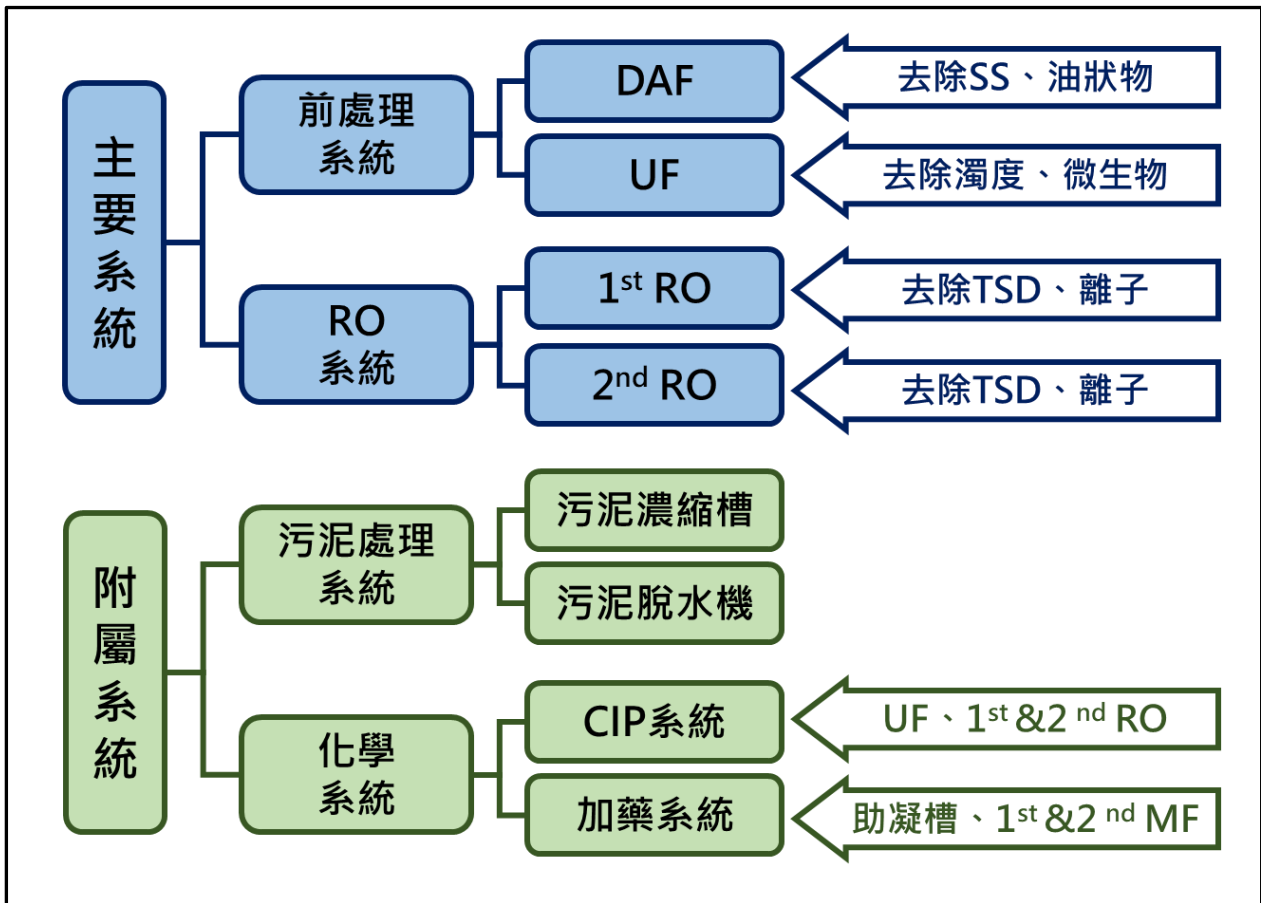 主要系統
前處理
系統
DAF
去除SS、油狀物
UF
去除濁度、微生物
RO
系統
1st RO
去除TSD、離子
2nd RO
去除TSD、離子
附屬系統
污泥處理
系統
污泥濃縮槽
污泥脫水機
化學
系統
CIP系統
UF、1st &2 nd RO
加藥系統
助凝槽、1st &2 nd MF